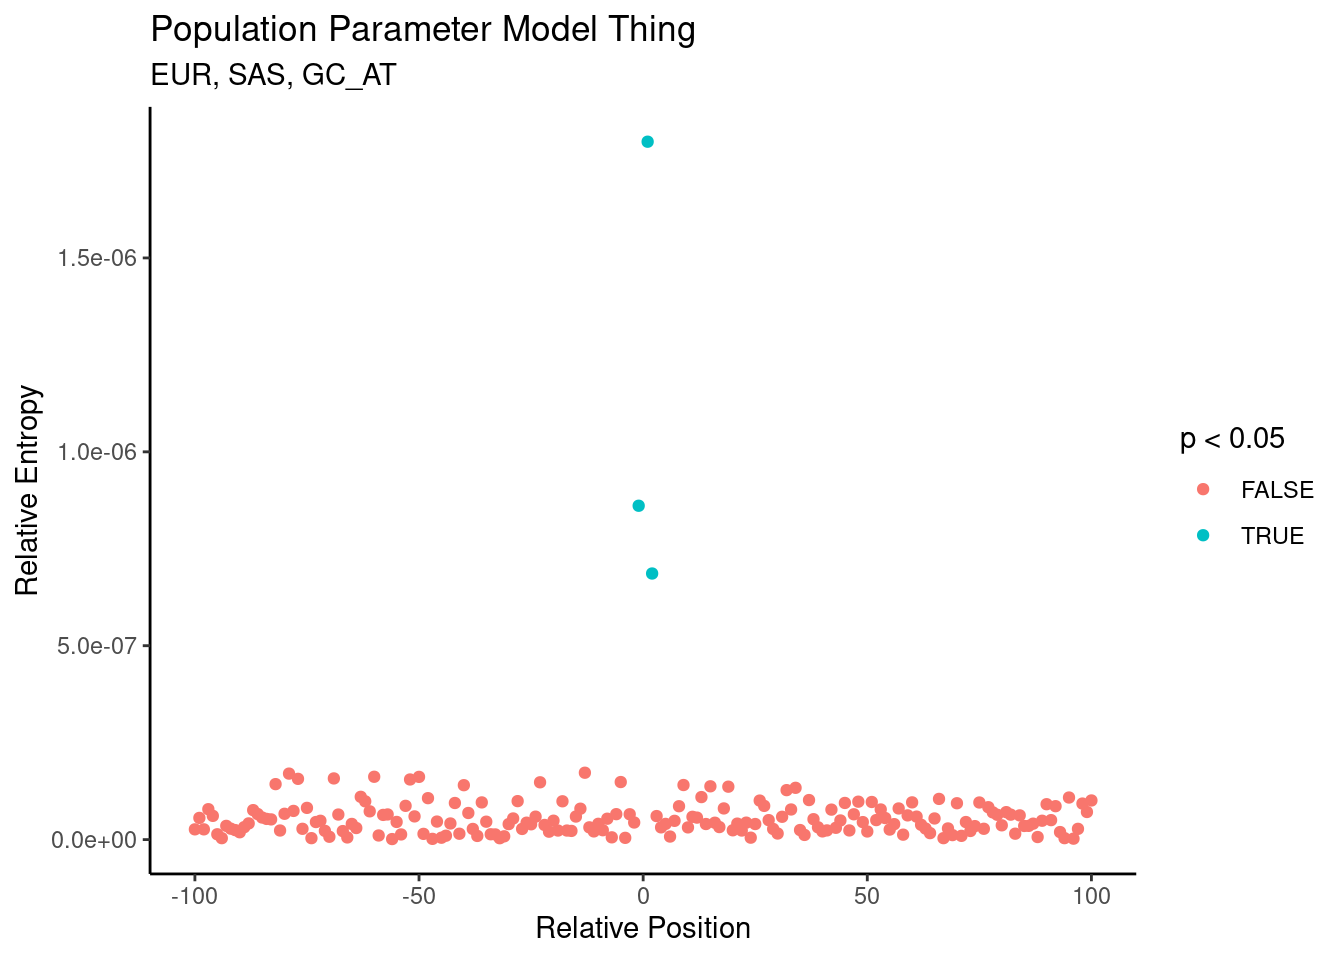 Population Parameter Model Thing
EUR, SAS, GC_AT
1.5e-06
1.0e-06
5.0e-07
0.0e+00
Relative Entropy
-100
-50
0
50
100
Relative Position
p < 0.05
FALSE
TRUE